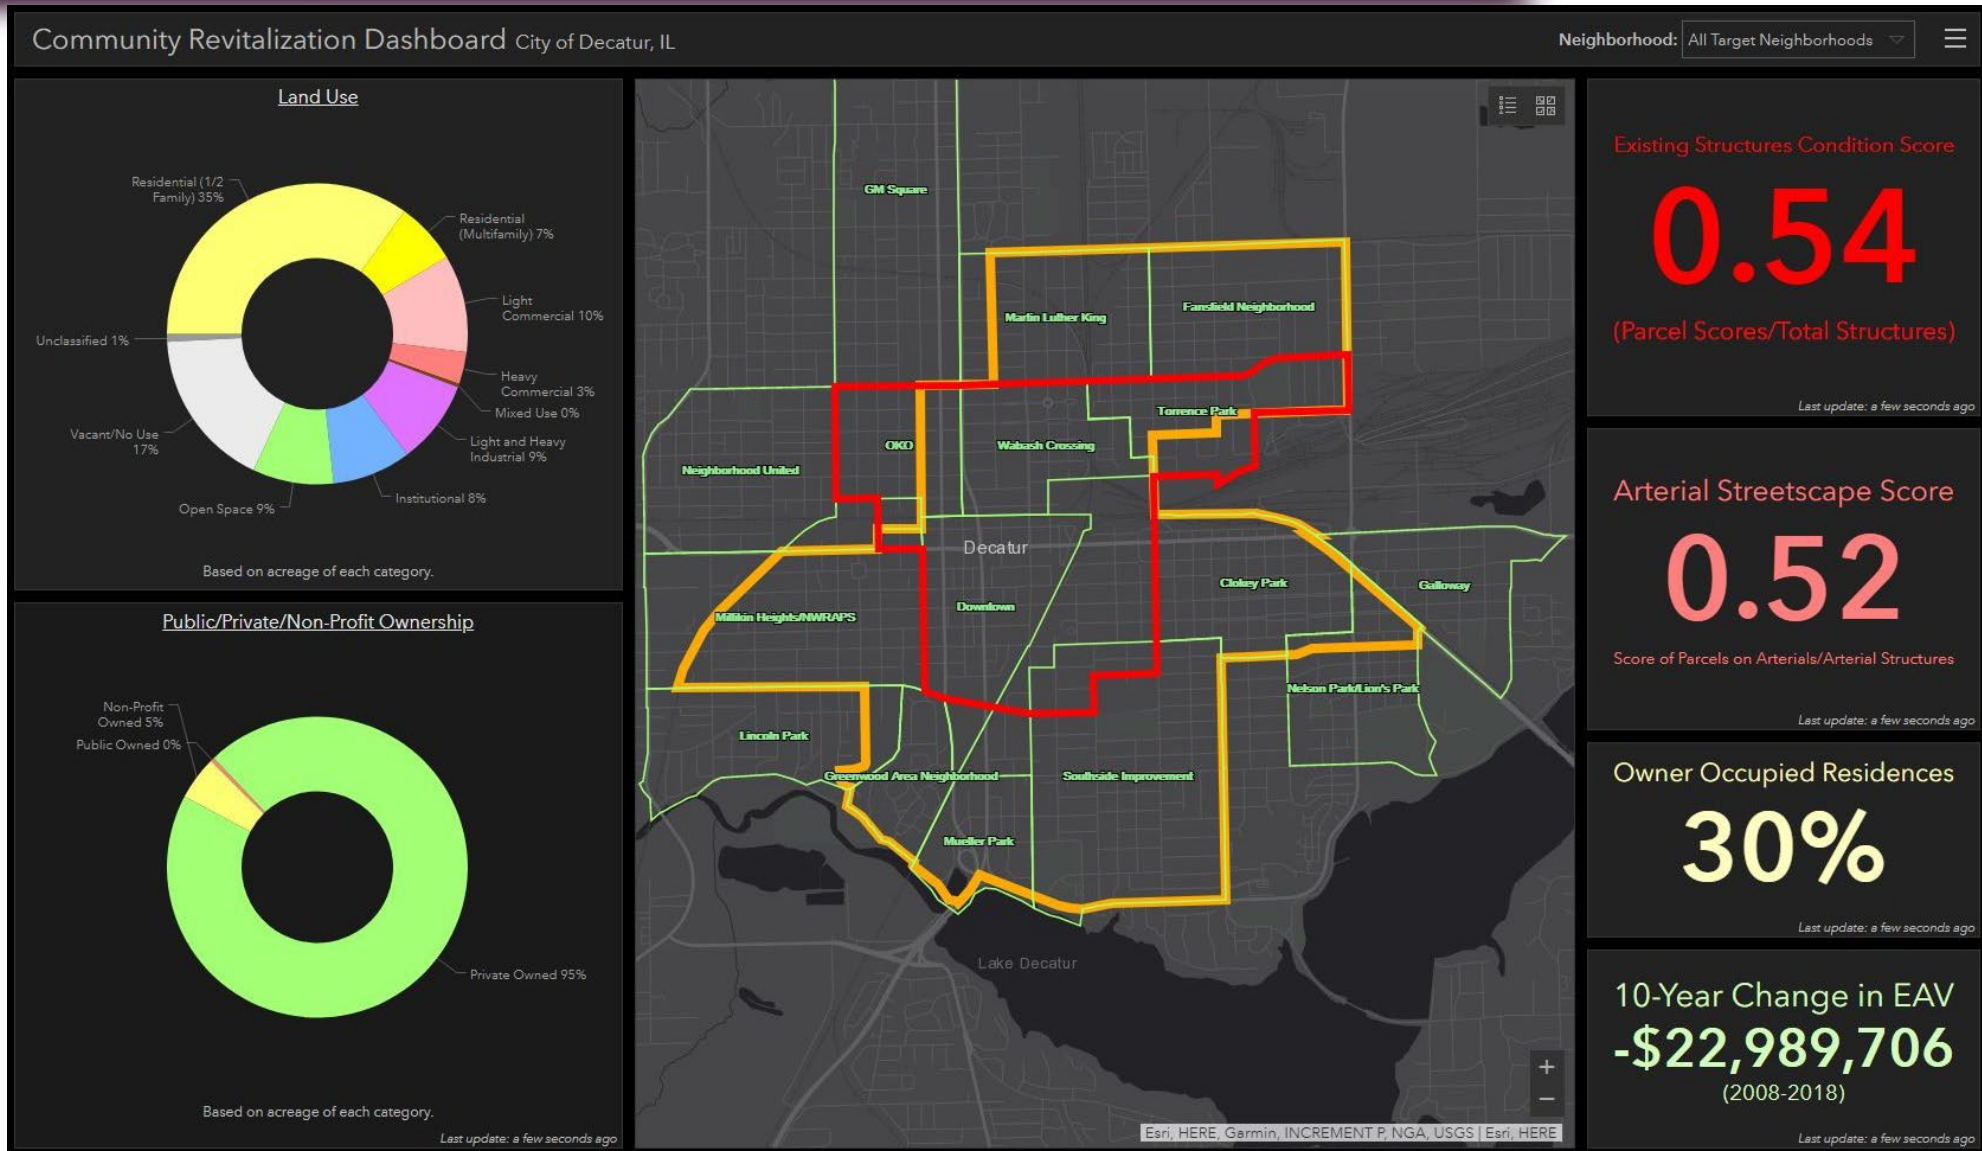 Community Revitalization Dashboard City of Decatur, IL
Neighborhood: All Target Neighborhoods
Land Use
Residential (1/2
Family) 35%
Residential
(Multifamily) 7%
Light
Commercial 10%
Unclassified 1%
Heavy
Commercial 3%
Mixed Use 0%
Vacant/No Use
17%
Light and Heavy
Industrial 9%
Institutional 8%
Open Space 9%
Based on acreage of each category.
Public/Private/Non-Profit Ownership
Non-Profit
Owned 5%
Public Owned 0%
Private Owned 95%
Based on acreage of each category.
Last update: a few seconds ago
GM Square
Martin Luther King
Fansfield Neighborhood
Torrence Park
OKO
Wabash Crossing
Neighborhood United
Decatur
Clokey Park
Galloway
Downtown
Millikin Heights/NWRAPS
Nelson Park/Lion's Park
Lincoln Park
Greenwood Area Neighborhood
Southside Improvement
Mueller Park
Lake Decatur
+
−
Esri, HERE, Garmin, INCREMENT P, NGA, USGS | Esri, HERE
Existing Structures Condition Score
0.54
(Parcel Scores/Total Structures)
Last update: a few seconds ago
Arterial Streetscape Score
0.52
Score of Parcels on Arterials/Arterial Structures
Last update: a few seconds ago
Owner Occupied Residences
30%
Last update: a few seconds ago
10-Year Change in EAV
-$22,989,706
(2008-2018)
Last update: a few seconds ago